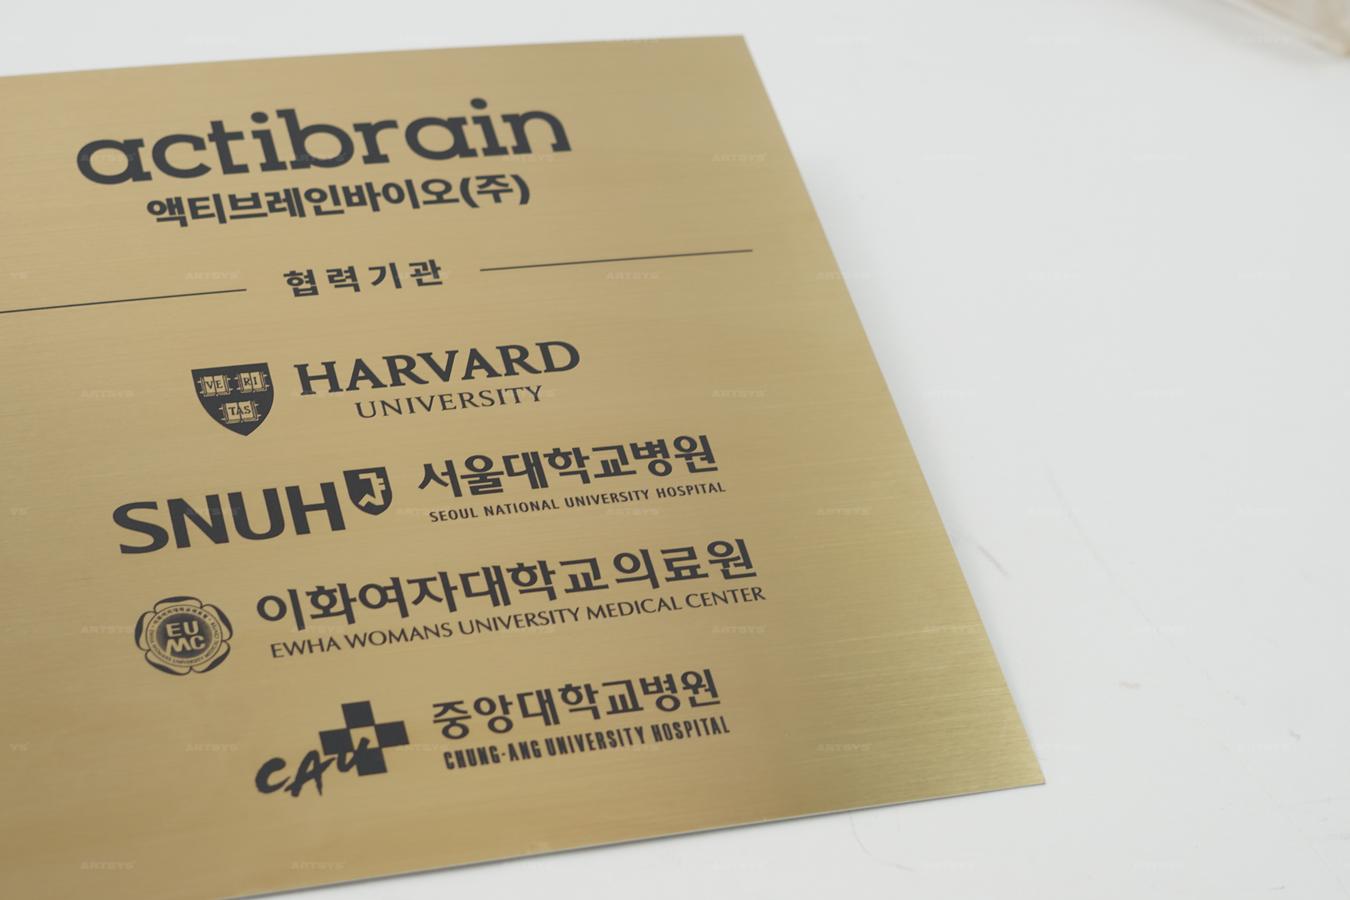 actibrain
액티브레인바이오(주)
협력기관
VE RI TAS
HARVARD
UNIVERSITY
SNUH
서울대학교병원
SEOUL NATIONAL UNIVERSITY HOSPITAL
EU
MC
이화여자대학교의료원
EWHA WOMANS UNIVERSITY MEDICAL CENTER
CAU
중앙대학교병원
CHUNG-ANG UNIVERSITY HOSPITAL
ARTSYS